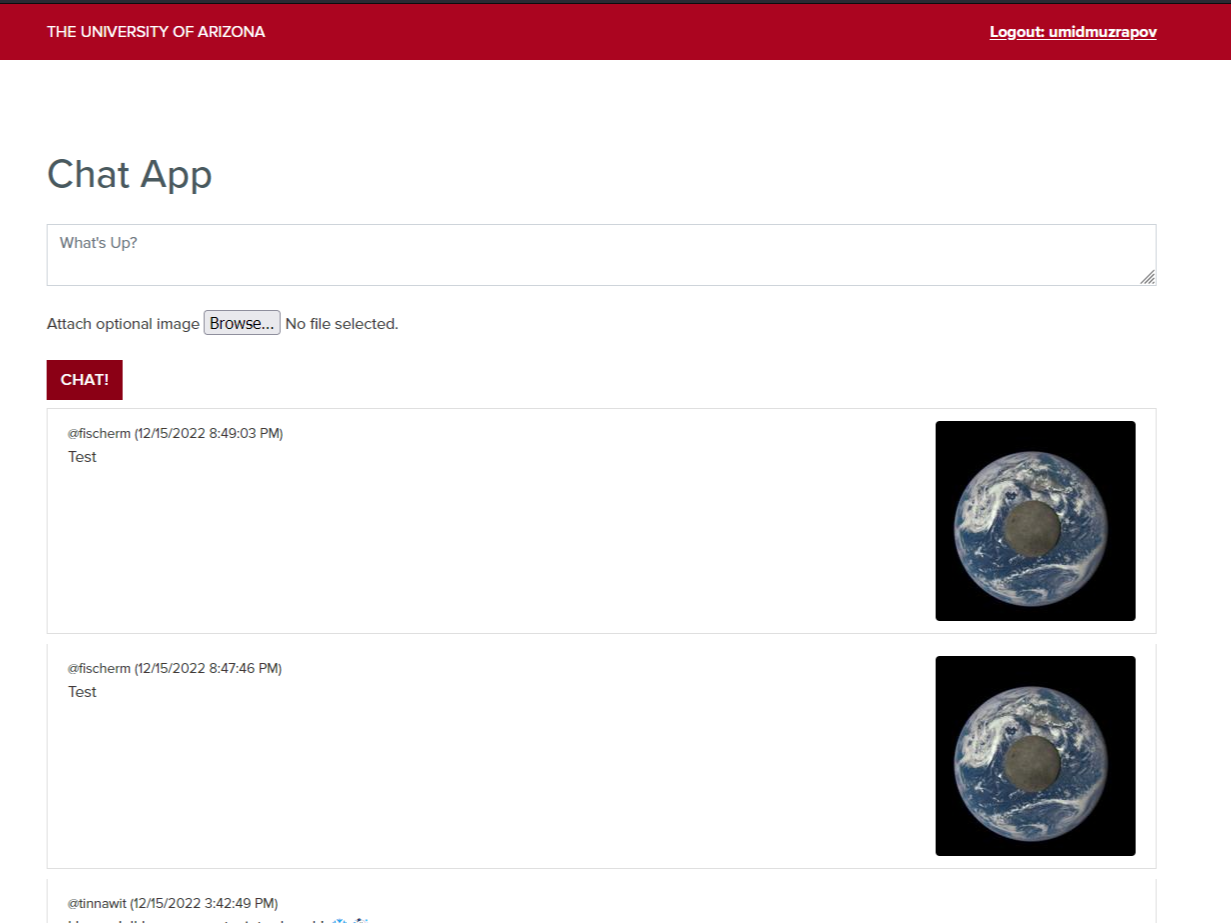 THE UNIVERSITY OF ARIZONA
Logout: umidmuzrapov
Chat App
What's Up?
Attach optional image Browse... No file selected.
CHAT!
@fischerm (12/15/2022 8:49:03 PM)
Test
@fischerm (12/15/2022 8:47:46 PM)
Test
@tinnawit (12/15/2022 3:42:49 PM)